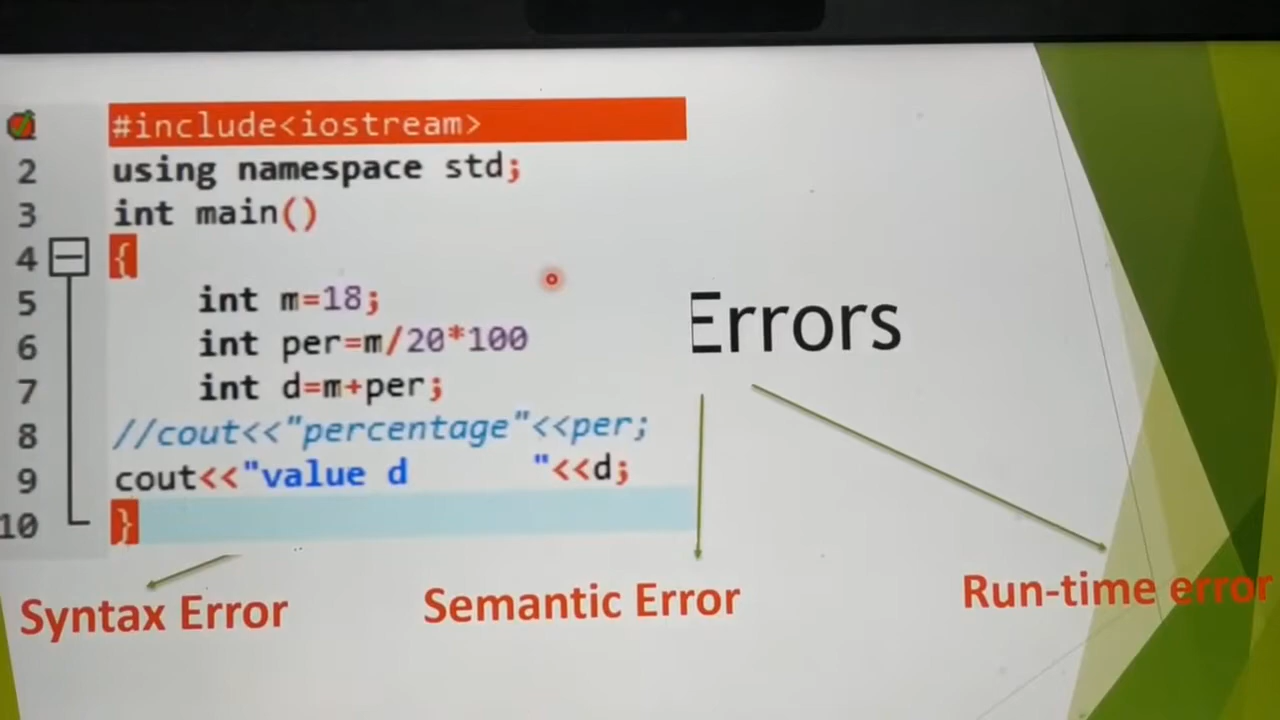 #include<iostream>
2 using namespace std;
3 int main()
4 {
5 int m=18;
6 int per=m/20*100
7 int d=m+per;
8 //cout<<"percentage"<<per;
9 cout<<"value d "<<d;
10 }
Errors
Syntax Error
Semantic Error
Run-time error